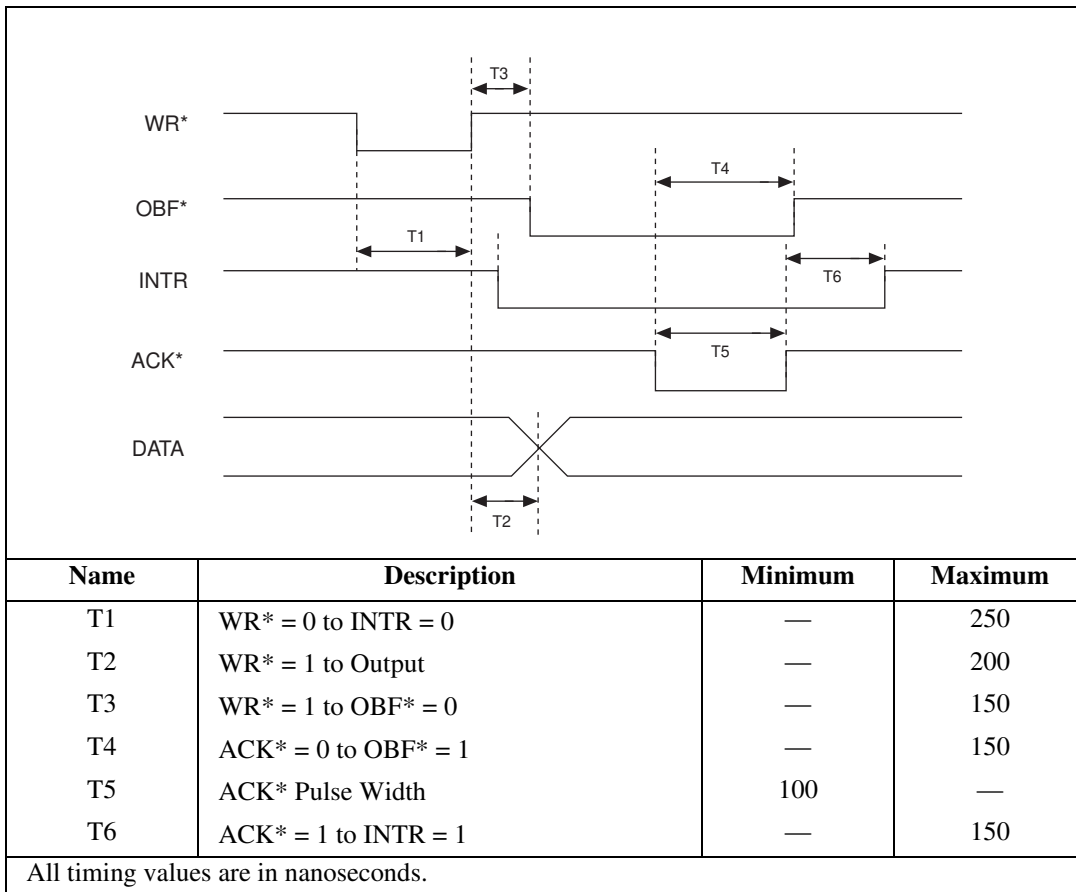 T3
WR*
T4
OBF*
T1
INTR
T6
T5
ACK*
DATA
T2
Name Description Minimum Maximum
T1 WR* = 0 to INTR = 0 — 250
T2 WR* = 1 to Output — 200
T3 WR* = 1 to OBF* = 0 — 150
T4 ACK* = 0 to OBF* = 1 — 150
T5 ACK* Pulse Width 100 —
T6 ACK* = 1 to INTR = 1 — 150
All timing values are in nanoseconds.